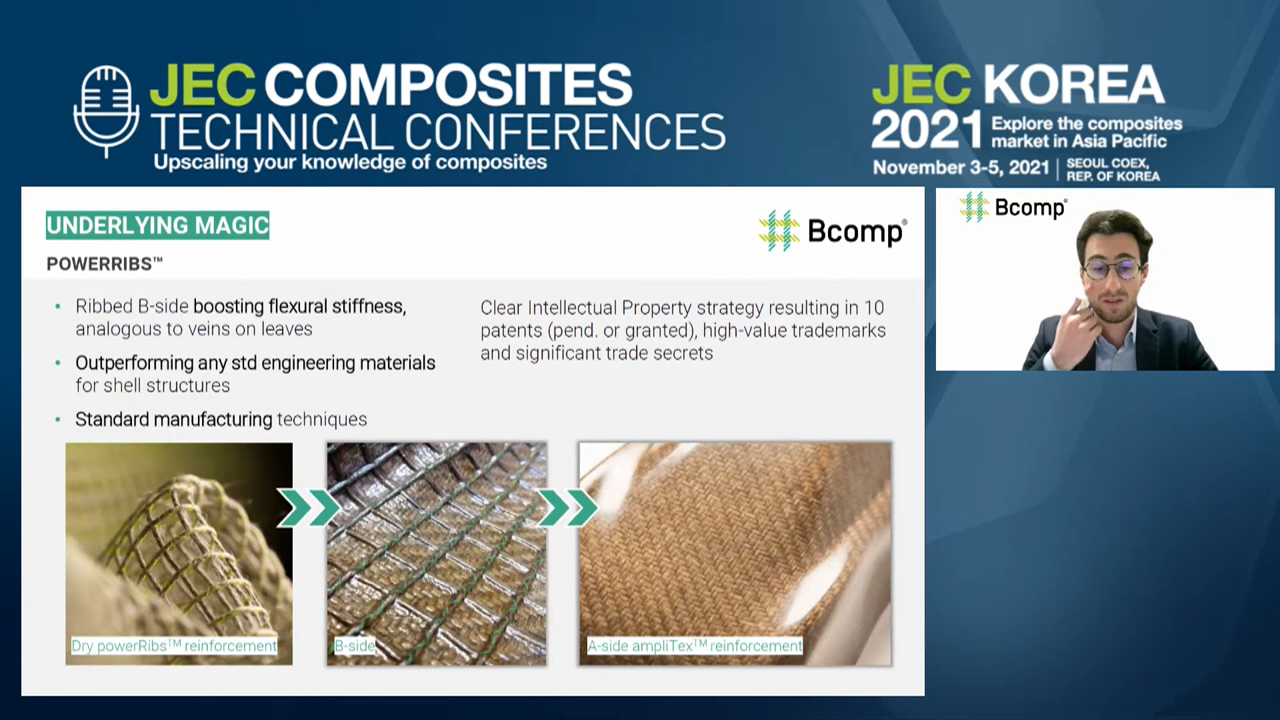 JEC COMPOSITES
TECHNICAL CONFERENCES
Upscaling your knowledge of composites
JEC KOREA
2021 Explore the composites
market in Asia Pacific
November 3-5, 2021 | SEOUL COEX,
REP. OF KOREA
UNDERLYING MAGIC
Bcomp®
POWERRIBS™
• Ribbed B-side boosting flexural stiffness,
analogous to veins on leaves
• Outperforming any std engineering materials
for shell structures
• Standard manufacturing techniques
Clear Intellectual Property strategy resulting in 10
patents (pend. or granted), high-value trademarks
and significant trade secrets
Dry powerRibs™ reinforcement
B-side
A-side ampliTex™ reinforcement
Bcomp®